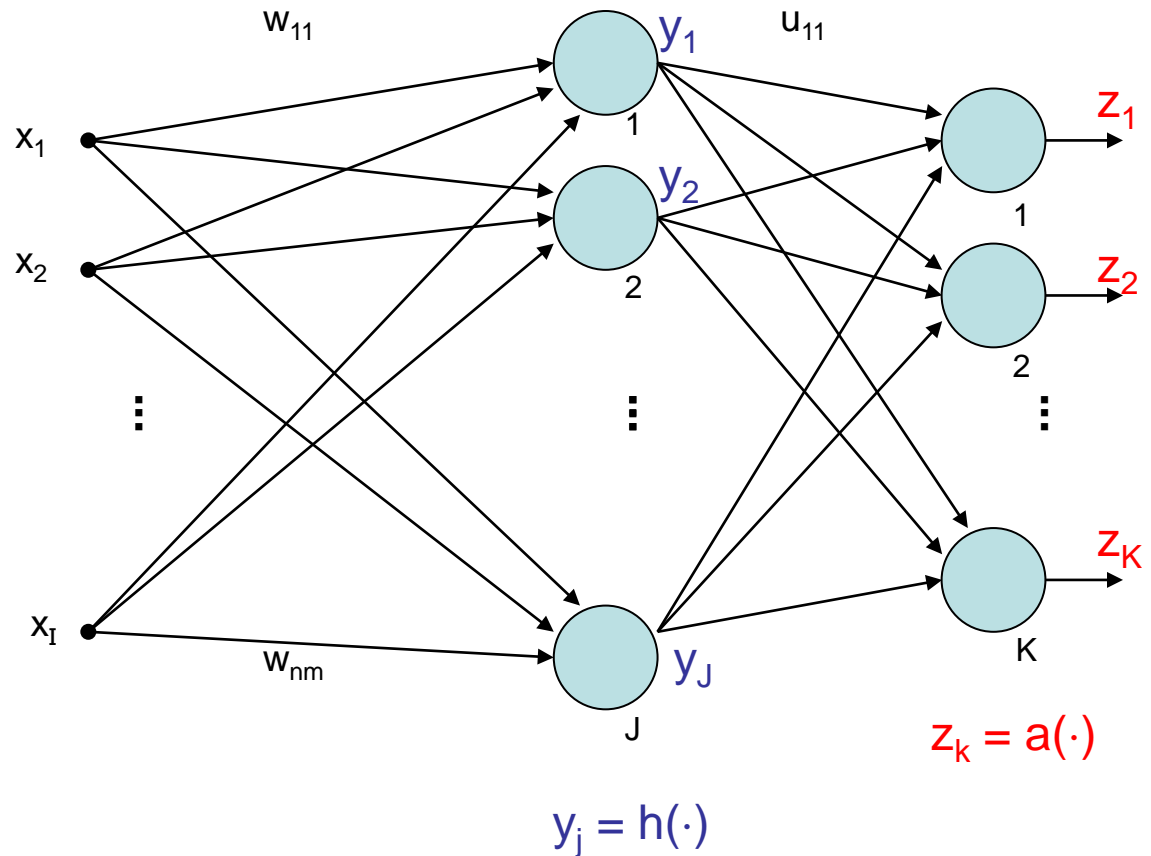 w₁₁
u₁₁
y₁
z₁
x₁
1
y₂
1
x₂
z₂
2
2
⋮ ⋮ ⋮
z_K
x_I
w_nm
y_J
K
J
z_k = a(·)
y_j = h(·)